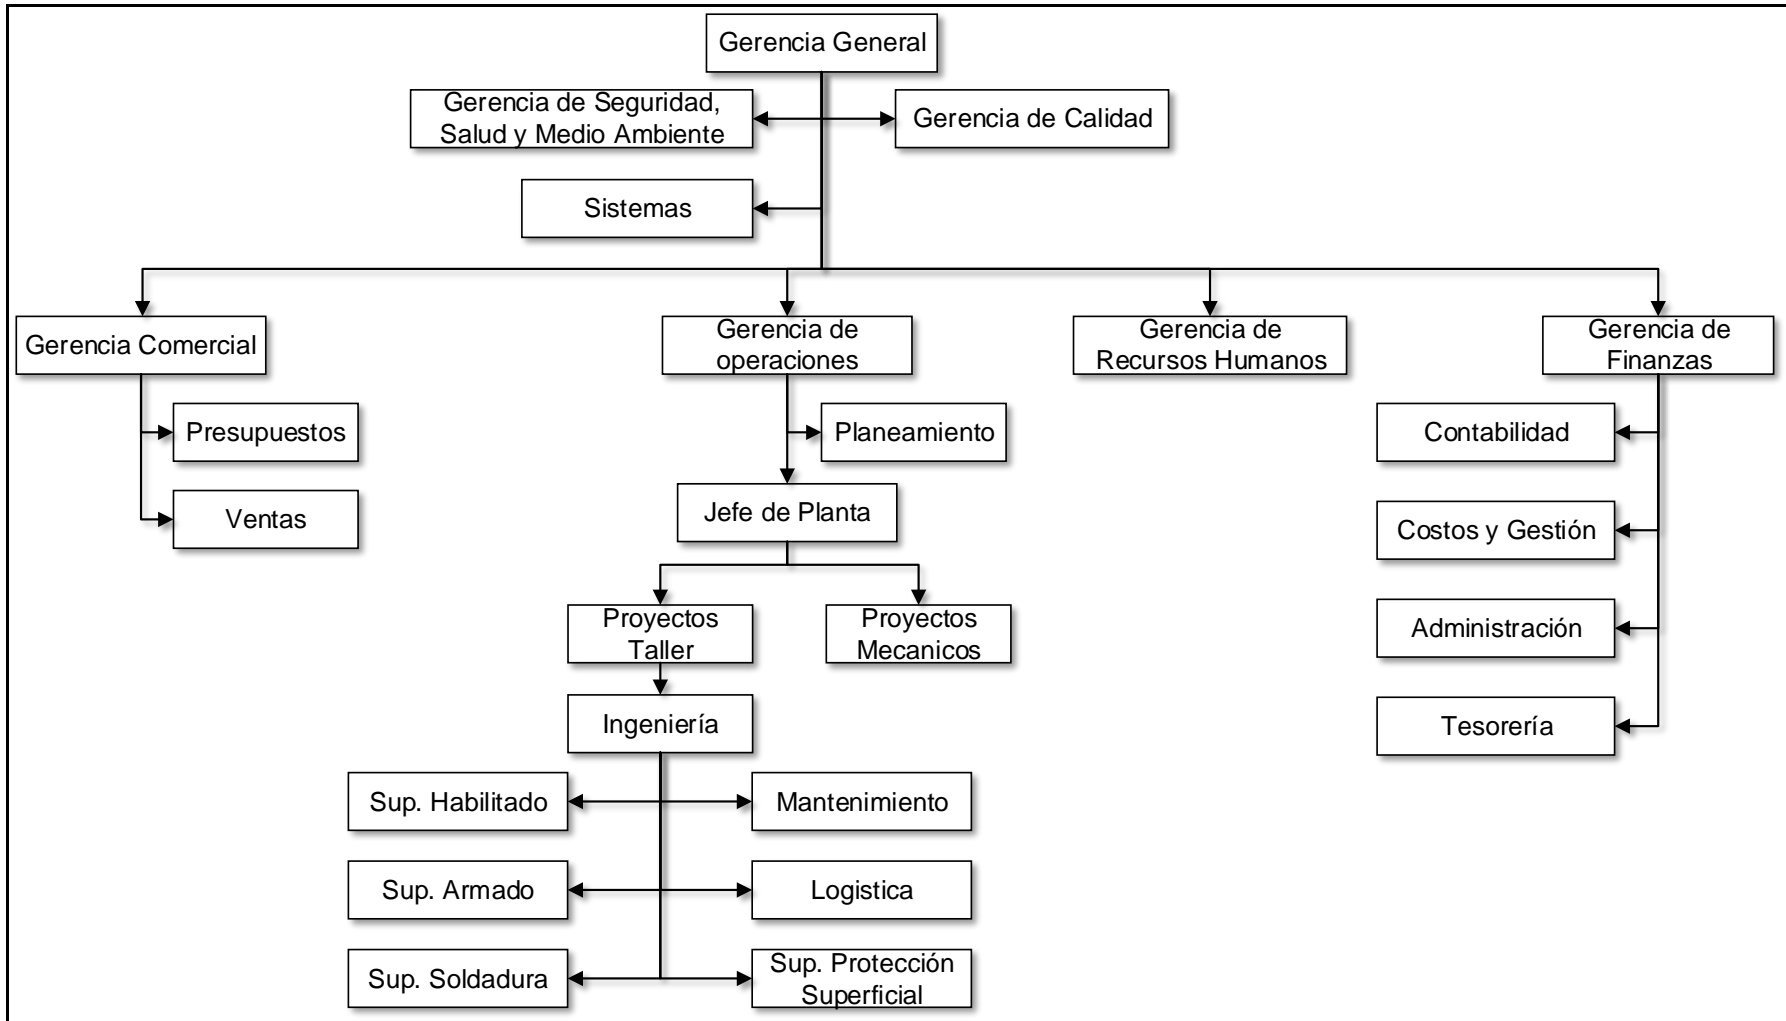 Gerencia General
Gerencia de Seguridad,
Salud y Medio Ambiente
Gerencia de Calidad
Sistemas
Gerencia Comercial
Gerencia de
operaciones
Gerencia de
Recursos Humanos
Gerencia de
Finanzas
Presupuestos
Planeamiento
Contabilidad
Ventas
Jefe de Planta
Costos y Gestión
Proyectos
Taller
Proyectos
Mecanicos
Administración
Ingeniería
Tesorería
Sup. Habilitado
Mantenimiento
Sup. Armado
Logistica
Sup. Soldadura
Sup. Protección
Superficial